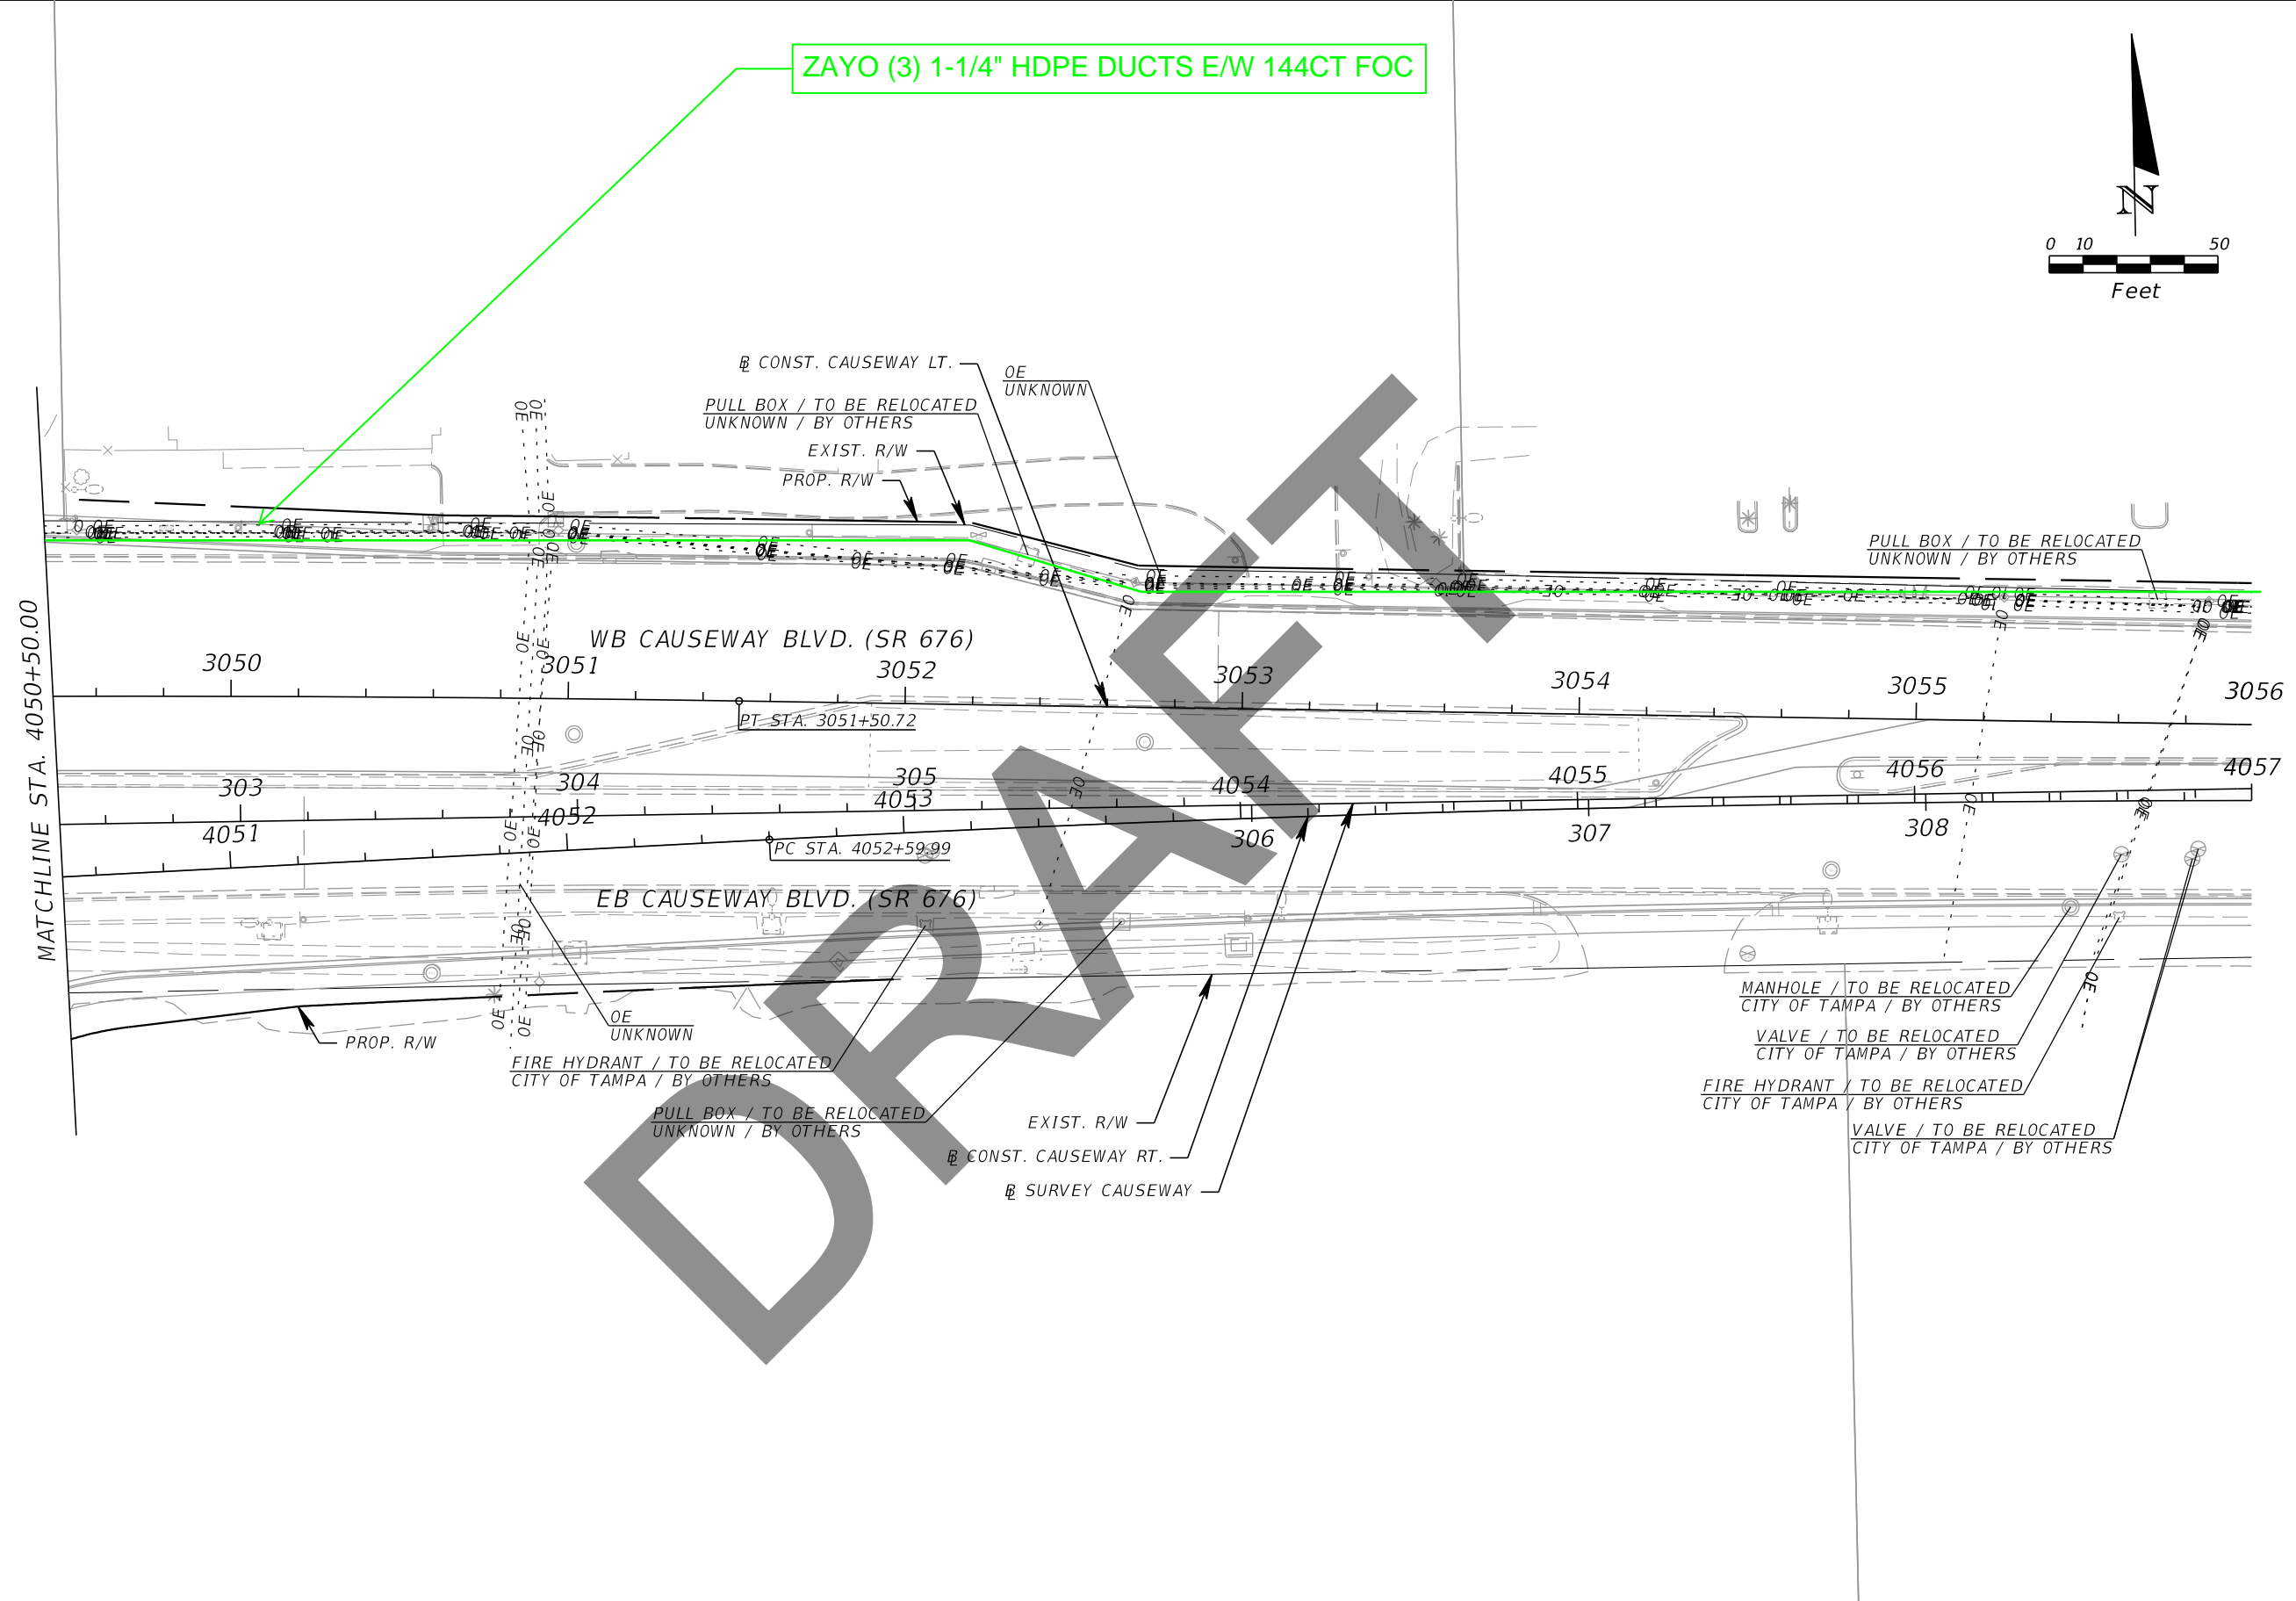 ZAYO (3) 1-1/4" HDPE DUCTS E/W 144CT FOC
N
0 10 50
Feet
BL CONST. CAUSEWAY LT.
OE
UNKNOWN
PULL BOX / TO BE RELOCATED
UNKNOWN / BY OTHERS
EXIST. R/W
PROP. R/W
PULL BOX / TO BE RELOCATED
UNKNOWN / BY OTHERS
MATCHLINE STA. 4050+50.00
WB CAUSEWAY BLVD. (SR 676)
3050
3051
3052
3053
3054
3055
3056
PT STA. 3051+50.72
303
304
305
306
307
308
4051
4052
4053
4054
4055
4056
4057
PC STA. 4052+59.99
EB CAUSEWAY BLVD. (SR 676)
OE
UNKNOWN
PROP. R/W
FIRE HYDRANT / TO BE RELOCATED
CITY OF TAMPA / BY OTHERS
PULL BOX / TO BE RELOCATED
UNKNOWN / BY OTHERS
EXIST. R/W
BL CONST. CAUSEWAY RT.
BL SURVEY CAUSEWAY
MANHOLE / TO BE RELOCATED
CITY OF TAMPA / BY OTHERS
VALVE / TO BE RELOCATED
CITY OF TAMPA / BY OTHERS
FIRE HYDRANT / TO BE RELOCATED
CITY OF TAMPA / BY OTHERS
VALVE / TO BE RELOCATED
CITY OF TAMPA / BY OTHERS
DRAFT